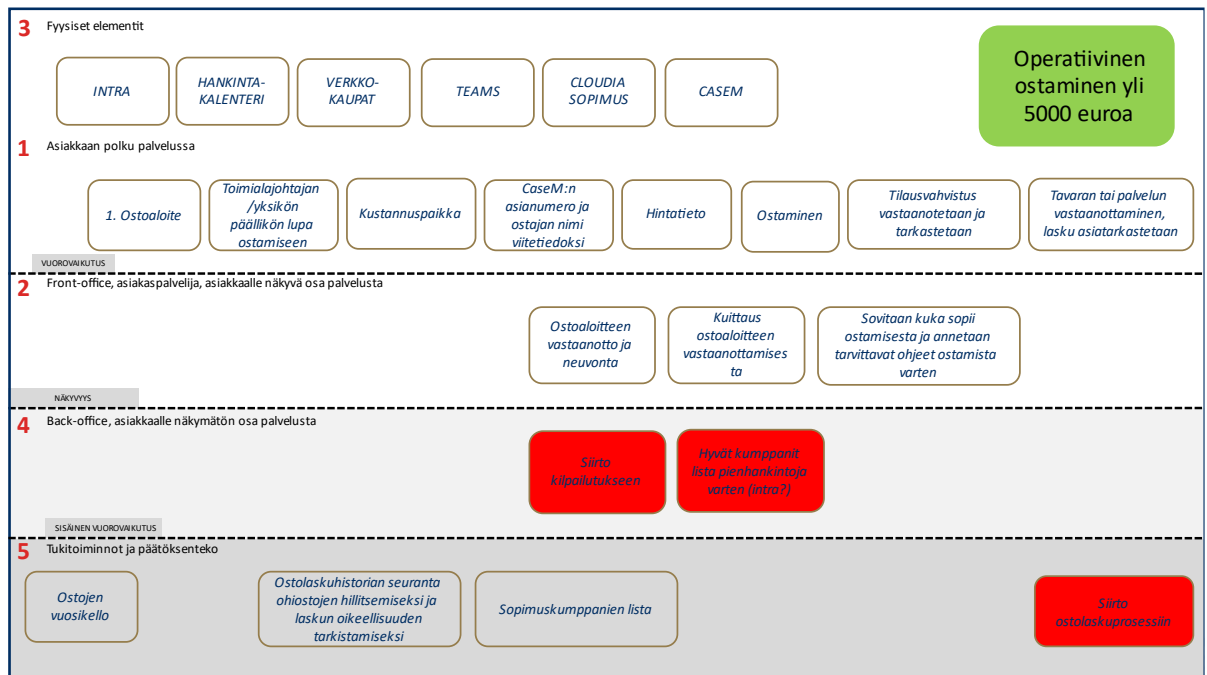 3 Fyysiset elementit
Operatiivinen
ostaminen yli
5000 euroa
INTRA
HANKINTA-
KALENTERI
VERKKO-
KAUPAT
TEAMS
CLOUDIA
SOPIMUS
CASEM
1 Asiakkaan polku palvelussa
1. Ostoaloite
Toimialajohtajan
/yksikön
päällikön lupa
ostamiseen
Kustannuspaikka
CaseM:n
asianumero ja
ostajan nimi
viitetiedoksi
Hintatieto
Ostaminen
Tilausvahvistus
vastaanotetaan ja
tarkastetaan
Tavaran tai palvelun
vastaanottaminen,
lasku asiatarkastetaan
VUOROVAIKUTUS
2 Front-office, asiakaspalvelija, asiakkaalle näkyvä osa palvelusta
Ostoaloitteen
vastaanotto ja
neuvonta
Kuittaus
ostoaloitteen
vastaanottamises
ta
Sovitaan kuka sopii
ostamisesta ja annetaan
tarvittavat ohjeet ostamista
varten
NÄKYVYYS
4 Back-office, asiakkaalle näkymätön osa palvelusta
Siirto
kilpailutukseen
Hyvät kumppanit
lista pienhankintoja
varten (intra?)
SISÄINEN VUOROVAIKUTUS
5 Tukitoiminnot ja päätöksenteko
Ostojen
vuosikello
Ostolaskuhistorian seuranta
ohiostojen hillitsemiseksi ja
laskun oikeellisuuden
tarkistamiseksi
Sopimuskumppanien lista
Siirto
ostolaskuprosessiin